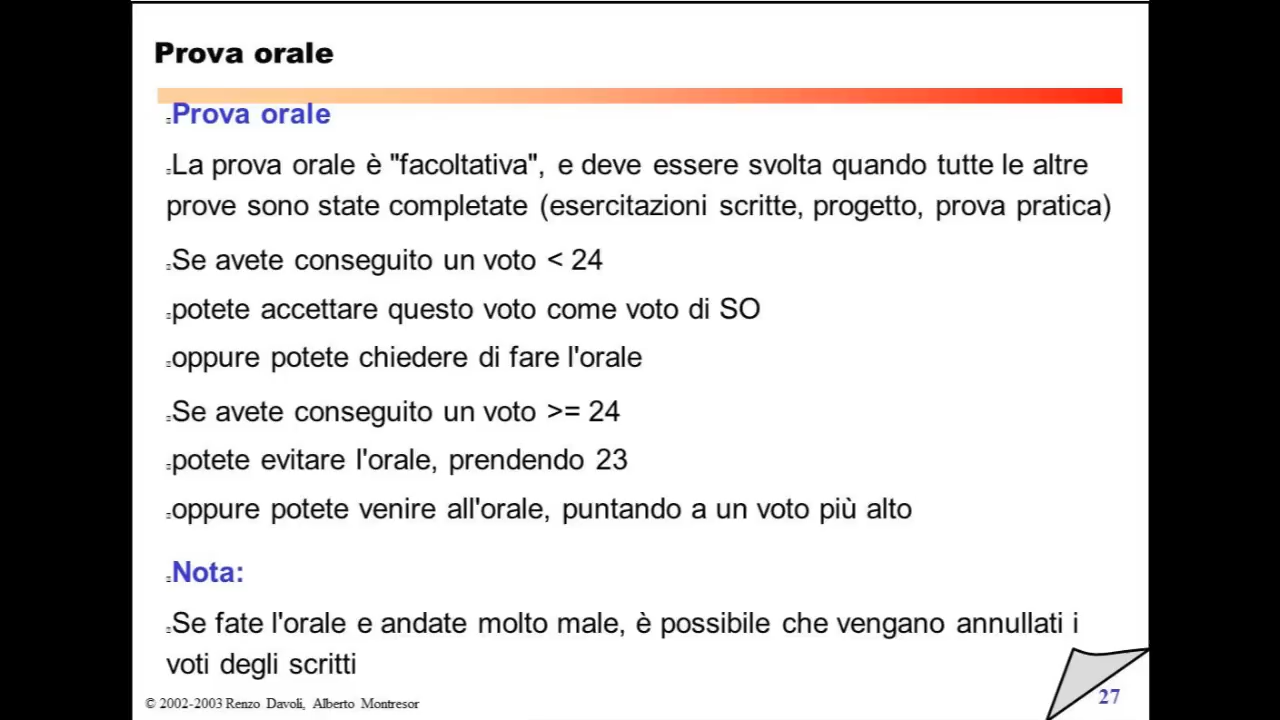 Prova orale
Prova orale
La prova orale è "facoltativa", e deve essere svolta quando tutte le altre
prove sono state completate (esercitazioni scritte, progetto, prova pratica)
Se avete conseguito un voto < 24
potete accettare questo voto come voto di SO
oppure potete chiedere di fare l'orale
Se avete conseguito un voto >= 24
potete evitare l'orale, prendendo 23
oppure potete venire all'orale, puntando a un voto più alto
Nota:
Se fate l'orale e andate molto male, è possibile che vengano annullati i
voti degli scritti
© 2002-2003 Renzo Davoli, Alberto Montresor
27